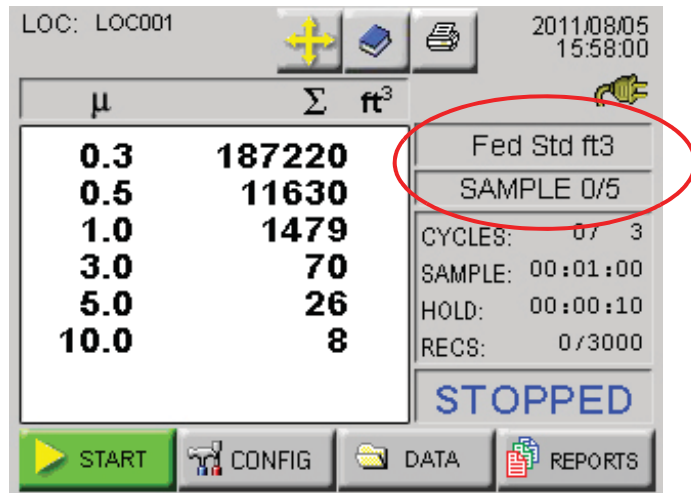 LOC: LOC001
2011/08/05
15:58:00
μ Σ ft³
0.3 187220
0.5 11630
1.0 1479
3.0 70
5.0 26
10.0 8
Fed Std ft3
SAMPLE 0/5
CYCLES: 0/ 3
SAMPLE: 00:01:00
HOLD: 00:00:10
RECS: 0/3000
STOPPED
START CONFIG DATA REPORTS